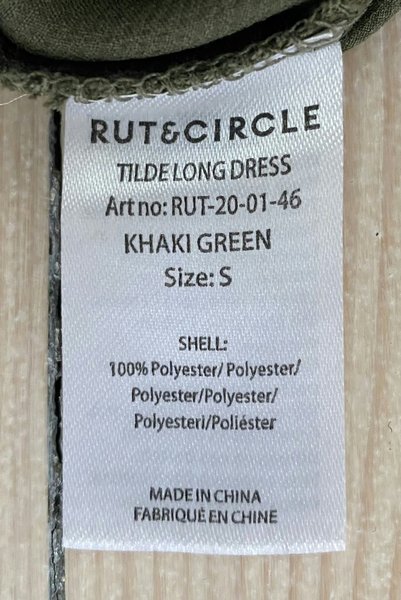 RUT&CIRCLE
TILDE LONG DRESS
Art no: RUT-20-01-46
KHAKI GREEN
Size: S
SHELL:
100% Polyester/ Polyester/
Polyester/Polyester/
Polyesteri/Poliéster
MADE IN CHINA
FABRIQUÉ EN CHINE